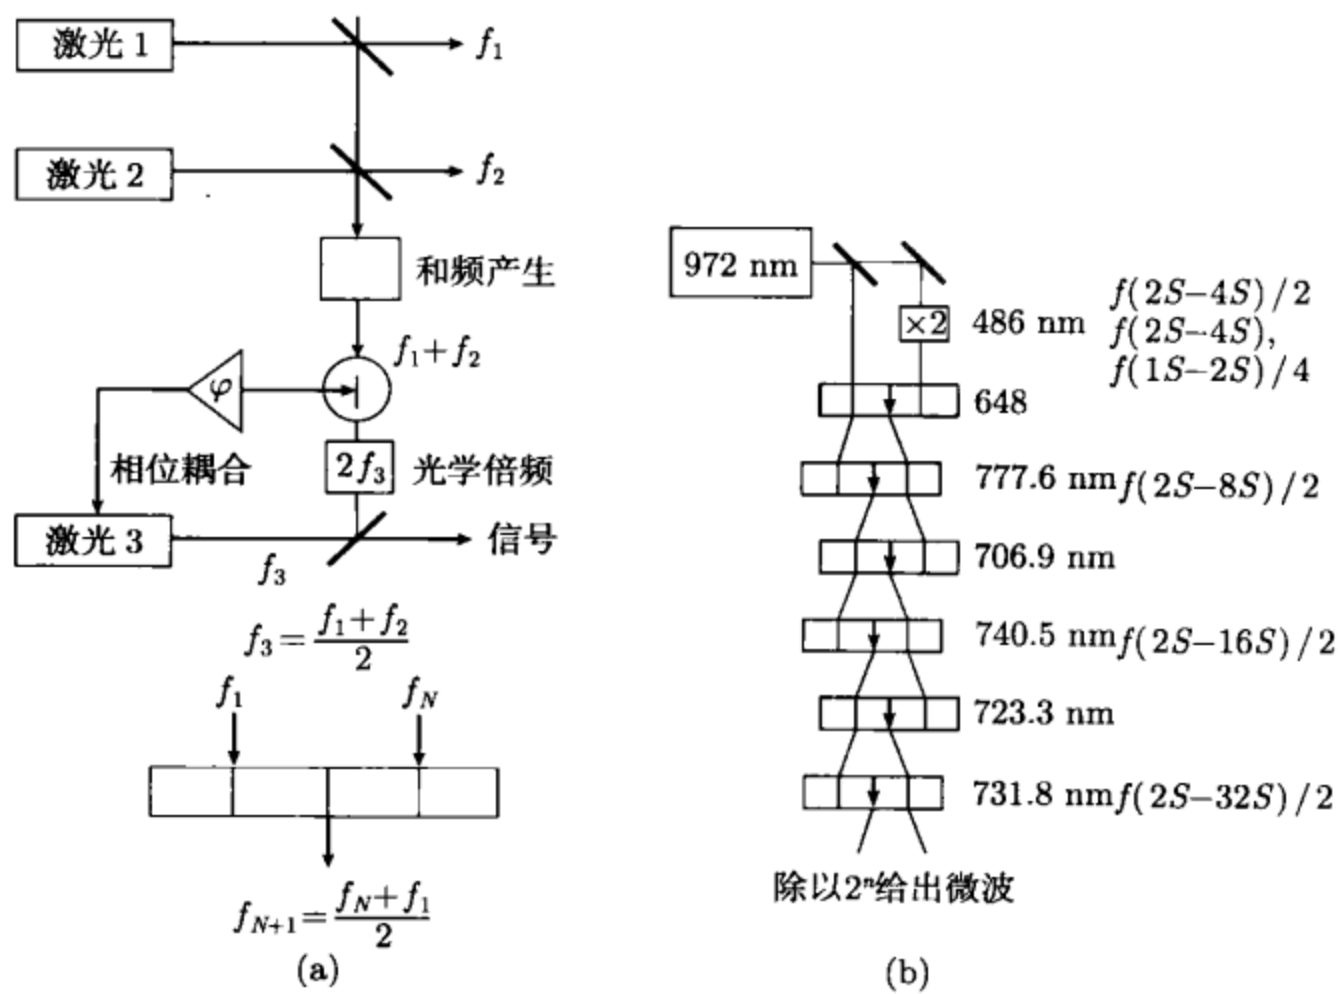 激光 1
f₁
激光 2
f₂
和频产生
f₁+f₂
φ
相位耦合
2f₃
光学倍频
激光 3
f₃
信号
f₃=(f₁+f₂)/2
f₁
f_N
f_{N+1}=(f_N+f₁)/2
(a)
972 nm
×2
486 nm
f(2S−4S)/2
f(2S−4S),
f(1S−2S)/4
648
777.6 nm f(2S−8S)/2
706.9 nm
740.5 nm f(2S−16S)/2
723.3 nm
731.8 nm f(2S−32S)/2
除以2ⁿ给出微波
(b)